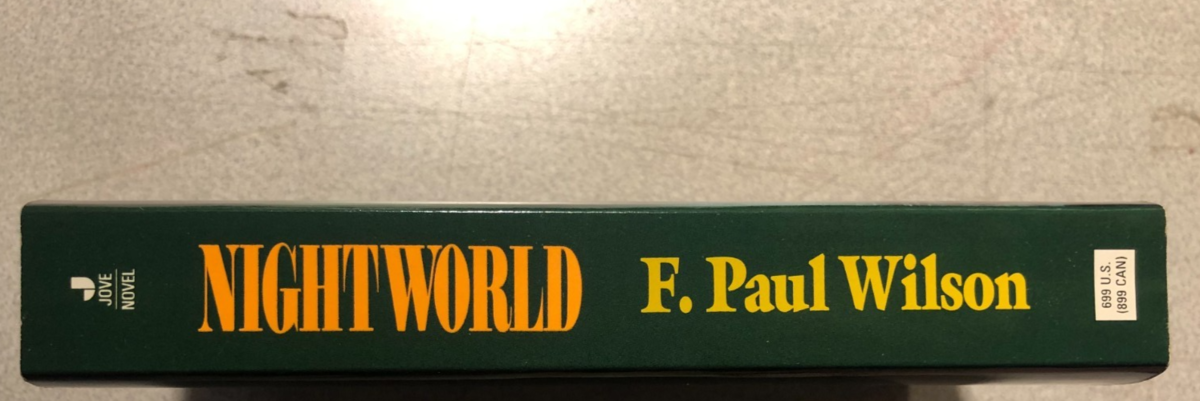 JOVE
NOVEL
NIGHTWORLD
F. Paul Wilson
699 U.S.
(899 CAN)